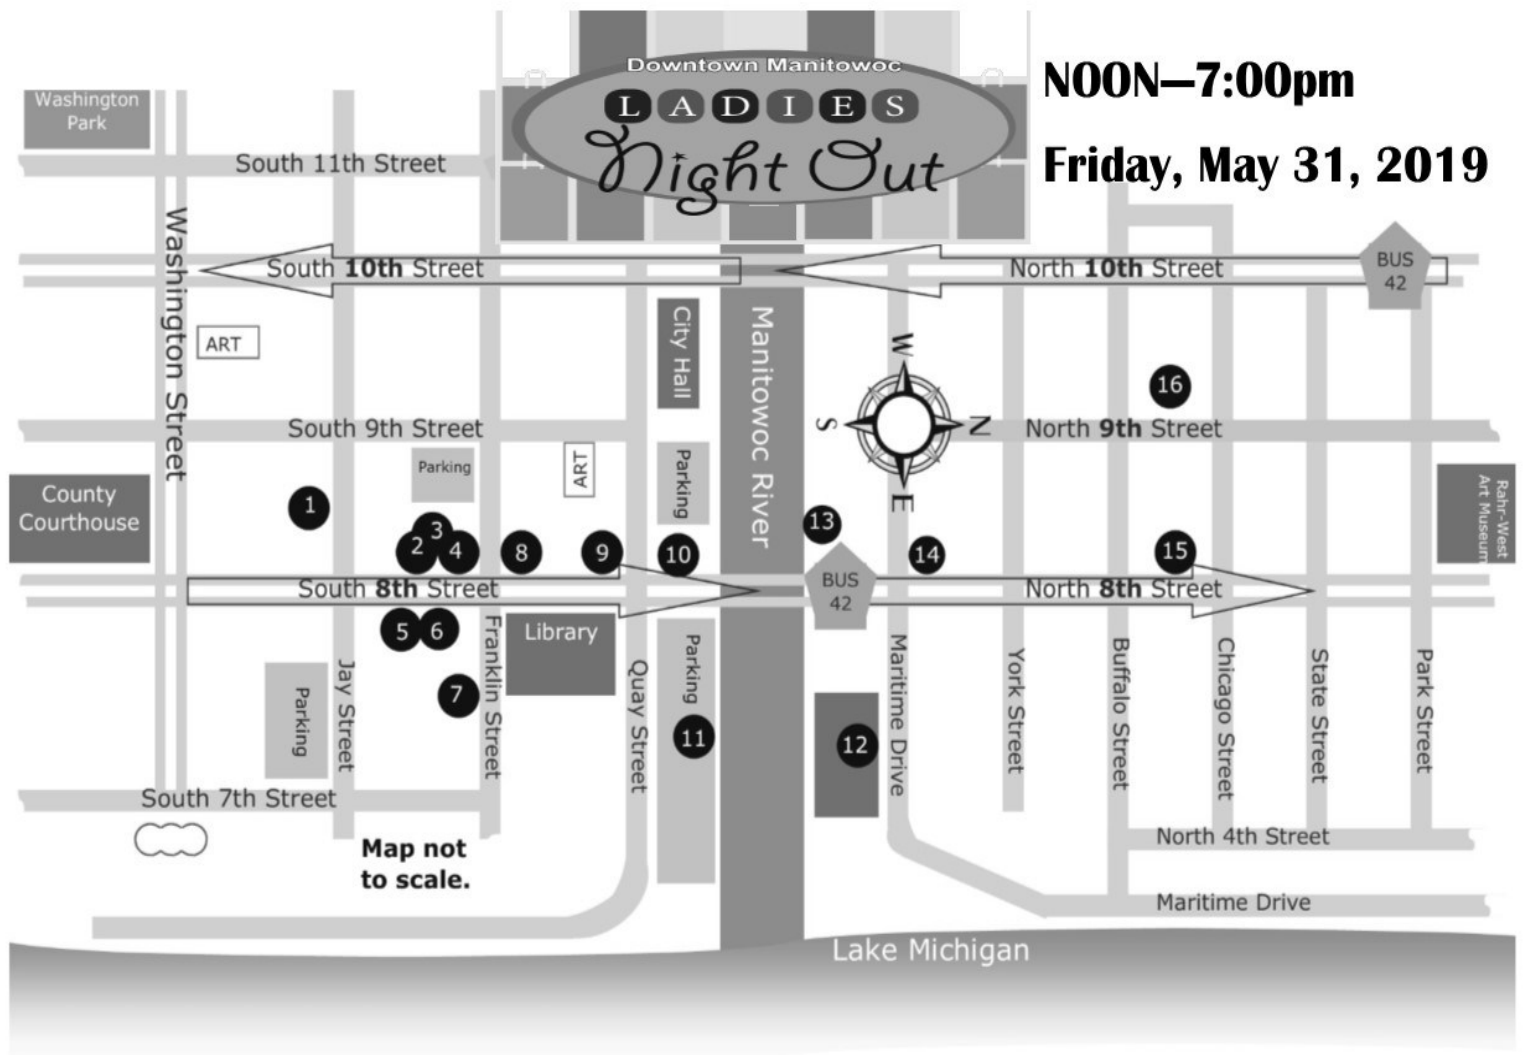 Downtown Manitowoc
LADIES
Night Out
NOON—7:00pm
Friday, May 31, 2019
Washington
Park
South 11th Street
Washington Street
South 10th Street
North 10th Street
BUS
42
ART
City Hall
Manitowoc River
W
S
N
E
16
South 9th Street
North 9th Street
Parking
ART
Parking
County
Courthouse
Rahr-West
Art Museum
1
2
3
4
8
9
10
13
14
15
South 8th Street
BUS
42
North 8th Street
5
6
Library
7
Parking
Jay Street
Franklin Street
Quay Street
Parking
11
12
Maritime Drive
York Street
Buffalo Street
Chicago Street
State Street
Park Street
South 7th Street
Map not
to scale.
North 4th Street
Maritime Drive
Lake Michigan